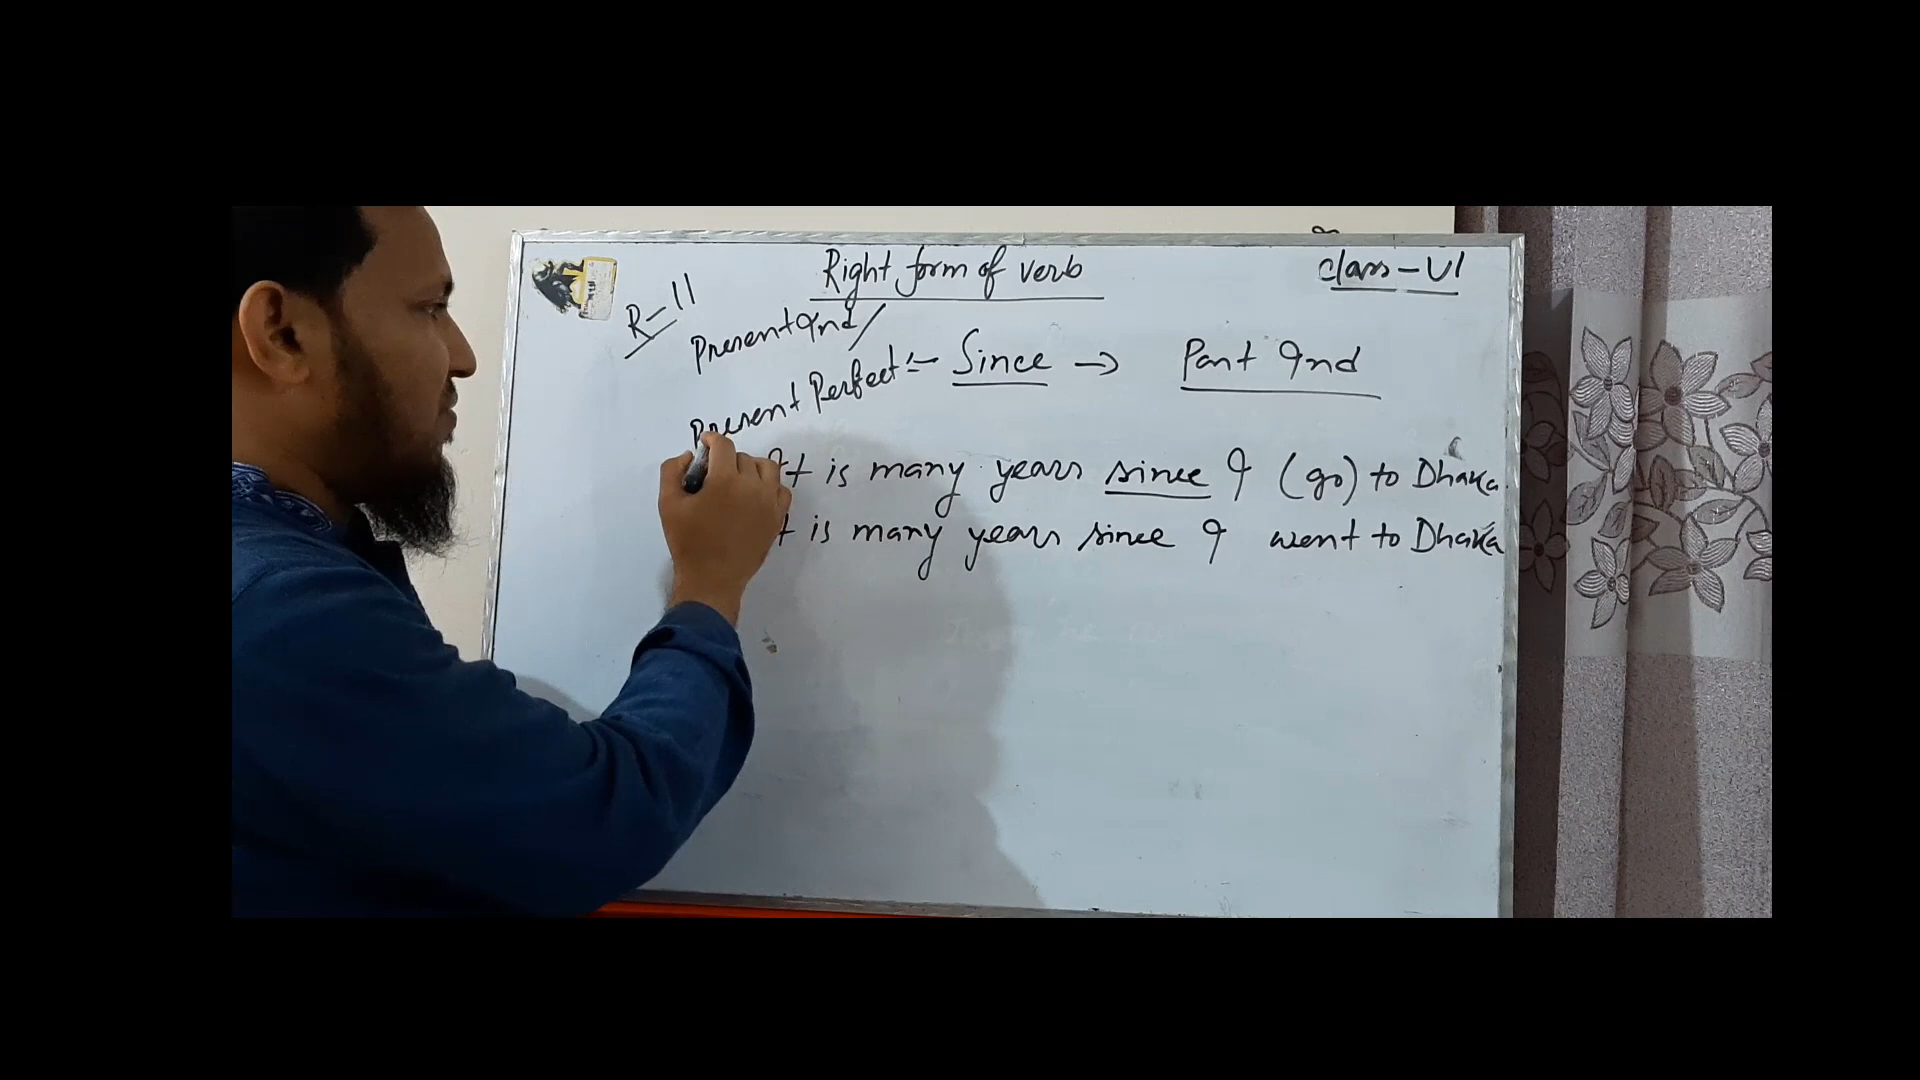 Right form of verb
Class-VI
R-11
Present Ind/
Present Perfect :- Since → Past Ind
Present
It is many years since I (go) to Dhaka.
t is many years since I went to Dhaka